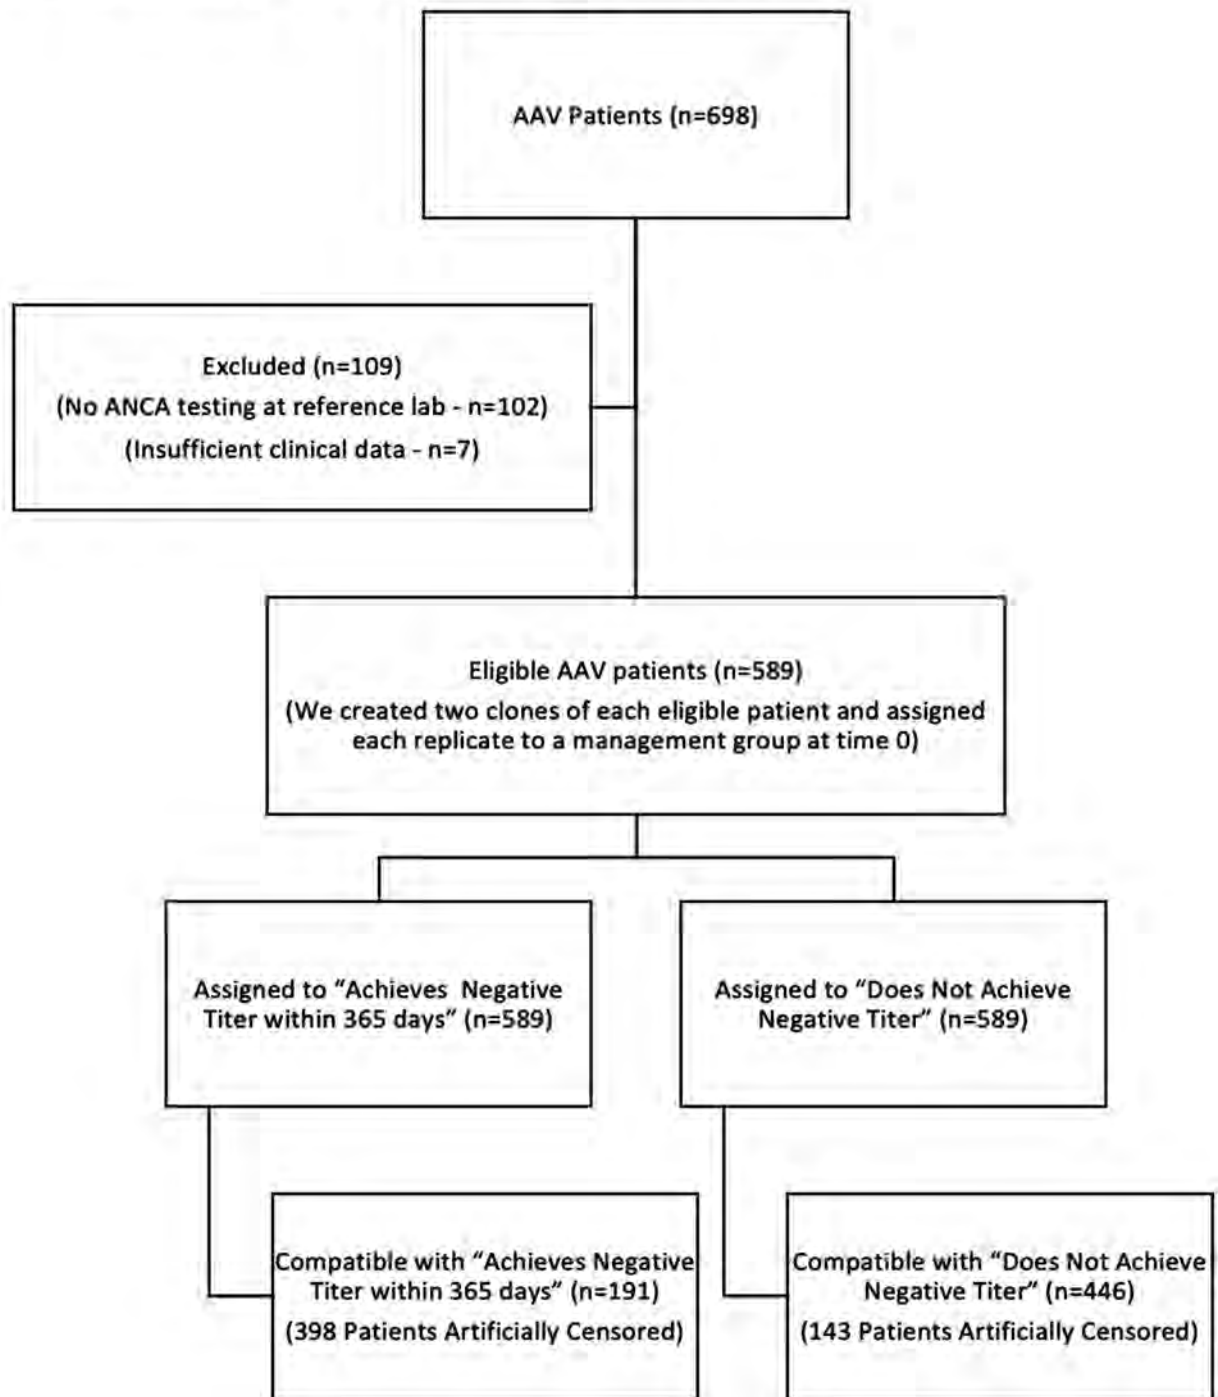 AAV Patients (n=698)
Excluded (n=109)
(No ANCA testing at reference lab - n=102)
(Insufficient clinical data - n=7)
Eligible AAV patients (n=589)
(We created two clones of each eligible patient and assigned
each replicate to a management group at time 0)
Assigned to “Achieves Negative
Titer within 365 days” (n=589)
Assigned to “Does Not Achieve
Negative Titer” (n=589)
Compatible with “Achieves Negative
Titer within 365 days” (n=191)
(398 Patients Artificially Censored)
Compatible with “Does Not Achieve
Negative Titer” (n=446)
(143 Patients Artificially Censored)